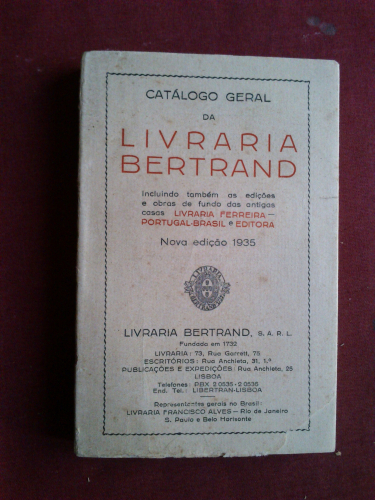 CATÁLOGO GERAL
DA
LIVRARIA
BERTRAND
incluindo também as edições
e obras de fundo das antigas
casas LIVRARIA FERREIRA—
PORTUGAL-BRASIL e EDITORA
Nova edição 1935
LIVRARIA
BERTRAND
LIVRARIA BERTRAND, S. A. R. L.
Fundada em 1732
LIVRARIA: 73, Rua Garrett, 75
ESCRITÓRIOS: Rua Anchieta, 31, 1.º
PUBLICAÇÕES E EXPEDIÇÕES: Rua Anchieta, 25
LISBOA
Telefones: PBX 2 0535 - 2 0536
End. Tel.: LIBERTRAN-LISBOA
Representantes gerais no Brasil:
LIVRARIA FRANCISCO ALVES — Rio de Janeiro
S. Paulo e Belo Horizonte